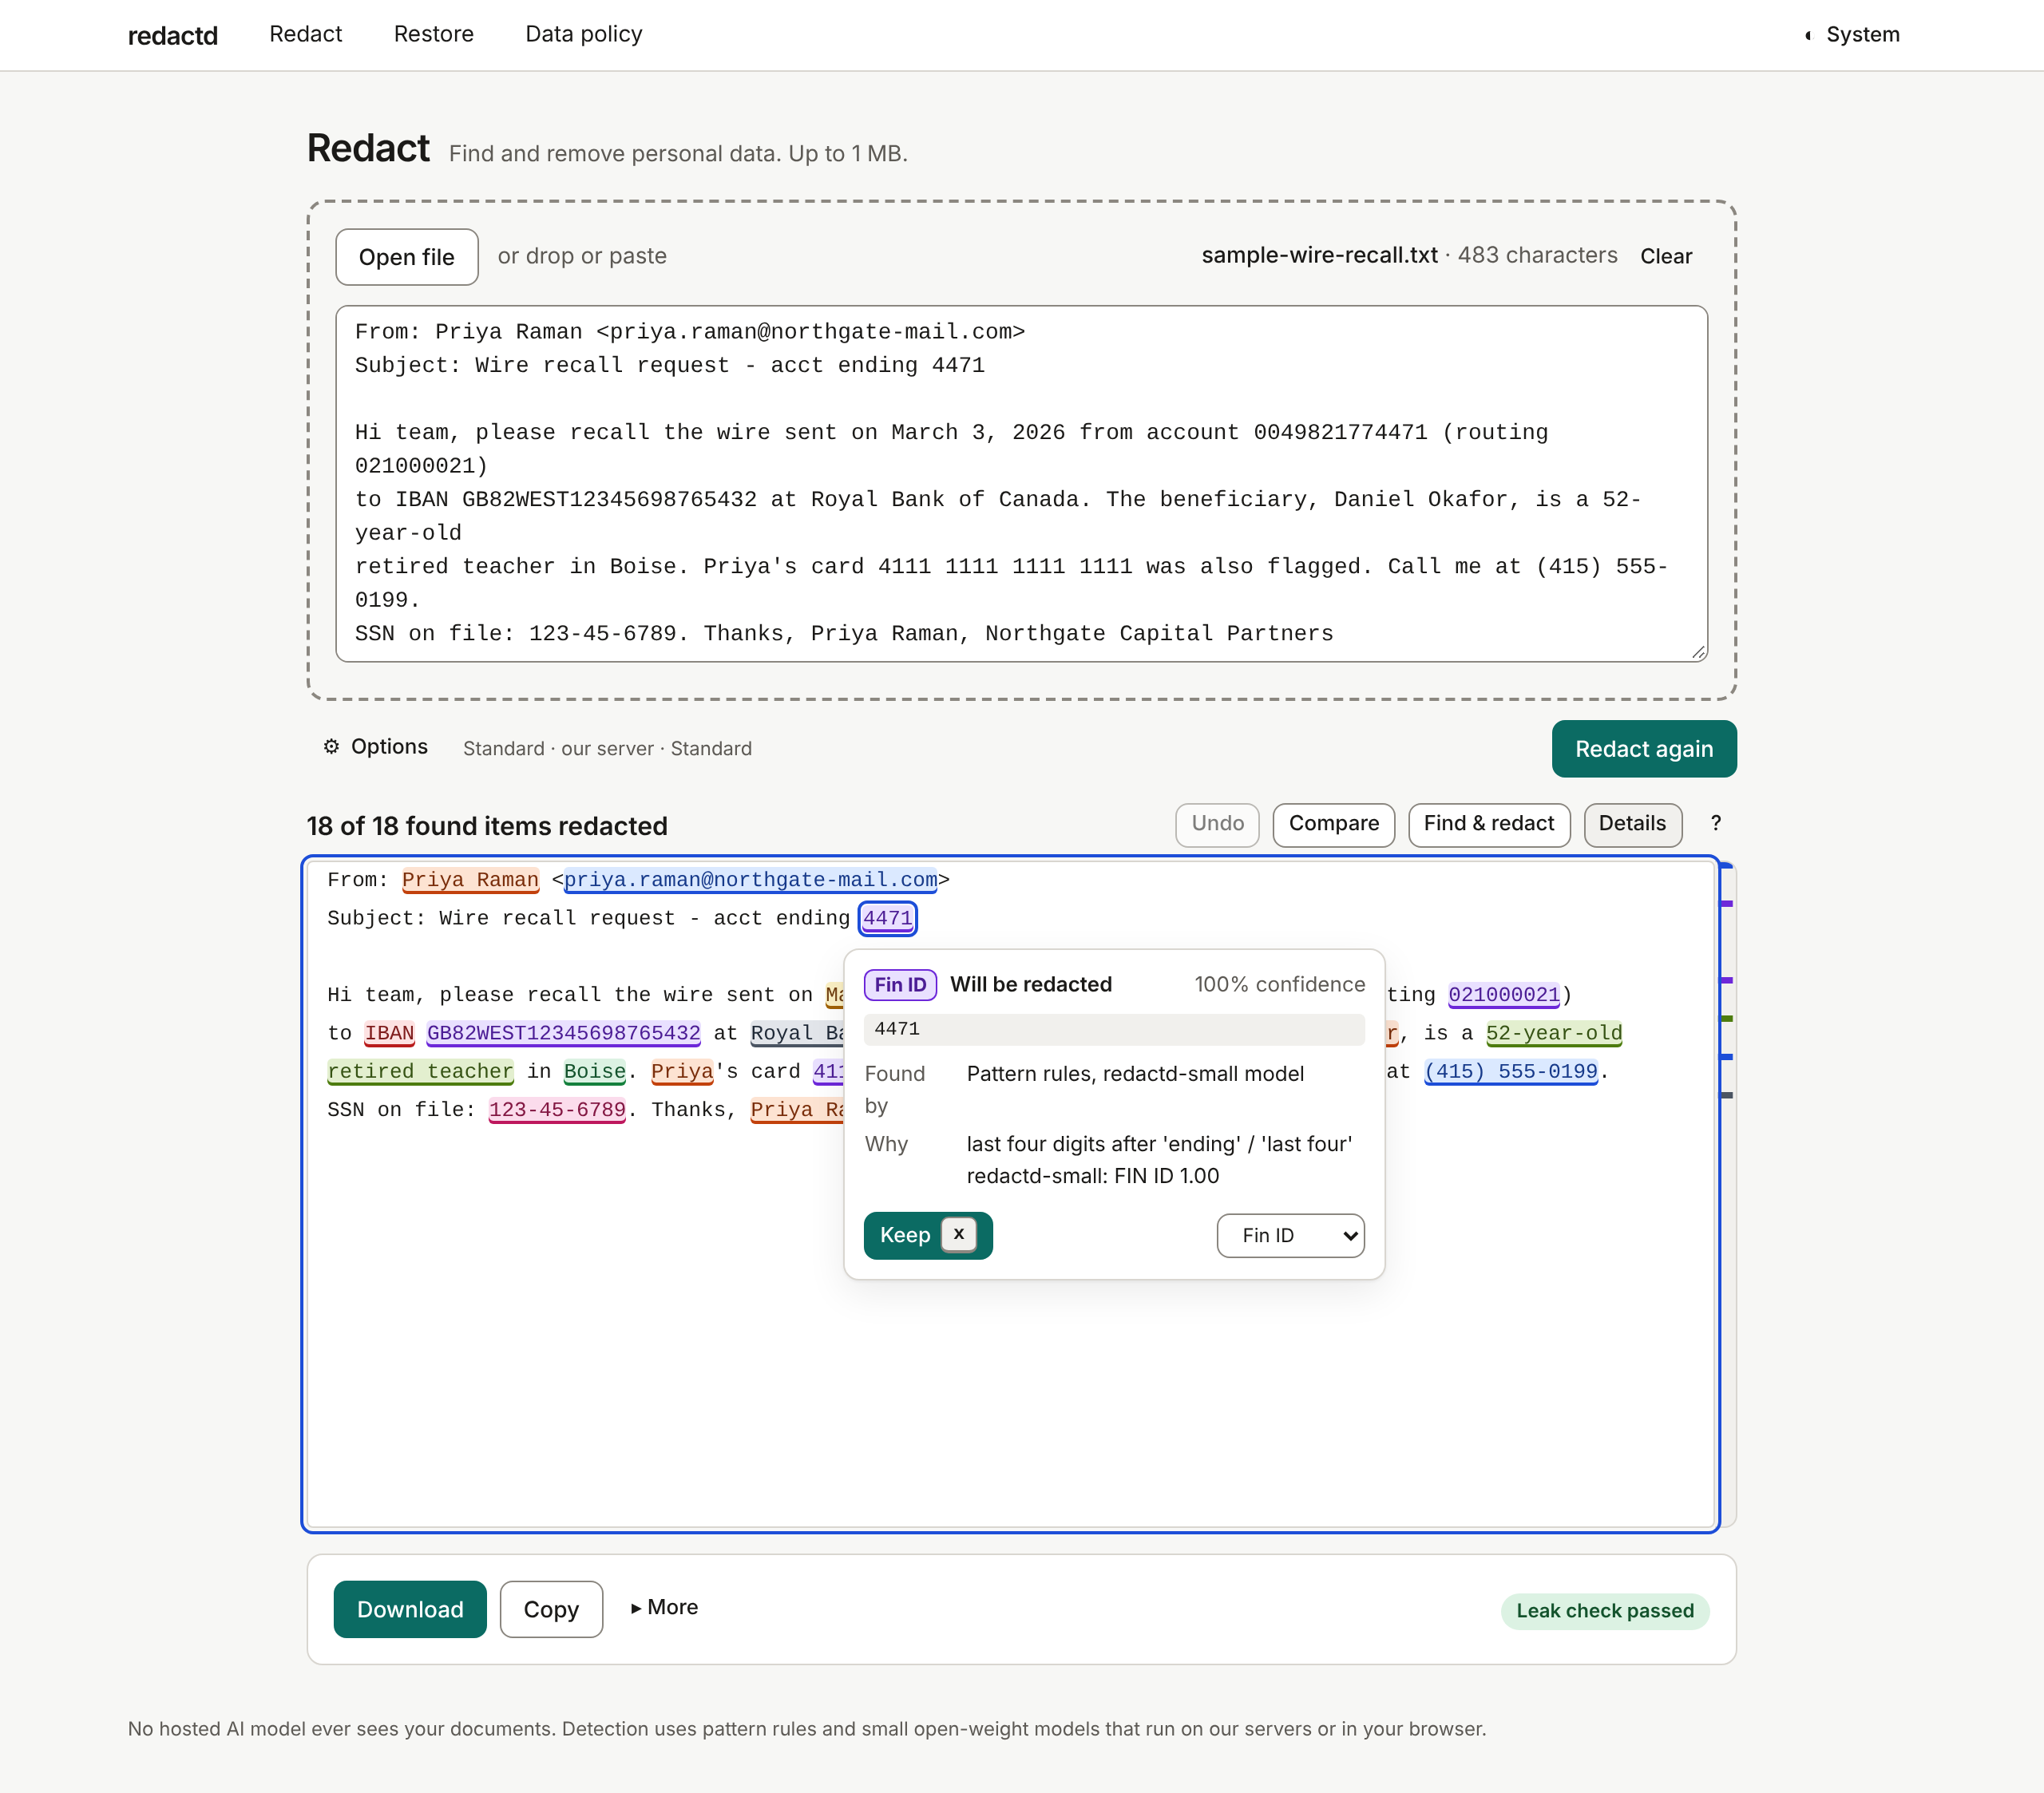 redactd Redact Restore Data policy System
Redact Find and remove personal data. Up to 1 MB.
Open file or drop or paste sample-wire-recall.txt · 483 characters Clear
From: Priya Raman <priya.raman@northgate-mail.com>
Subject: Wire recall request - acct ending 4471
Hi team, please recall the wire sent on March 3, 2026 from account 0049821774471 (routing
021000021)
to IBAN GB82WEST12345698765432 at Royal Bank of Canada. The beneficiary, Daniel Okafor, is a 52-
year-old
retired teacher in Boise. Priya's card 4111 1111 1111 1111 was also flagged. Call me at (415) 555-
0199.
SSN on file: 123-45-6789. Thanks, Priya Raman, Northgate Capital Partners
⚙ Options Standard · our server · Standard Redact again
18 of 18 found items redacted Undo Compare Find & redact Details ?
From: Priya Raman <priya.raman@northgate-mail.com>
Subject: Wire recall request - acct ending 4471
Hi team, please recall the wire sent on Ma ting 021000021)
to IBAN GB82WEST12345698765432 at Royal Ba r, is a 52-year-old
retired teacher in Boise. Priya's card 411 at (415) 555-0199.
SSN on file: 123-45-6789. Thanks, Priya Ra
Fin ID Will be redacted 100% confidence
4471
Found by Pattern rules, redactd-small model
Why last four digits after 'ending' / 'last four'
redactd-small: FIN ID 1.00
Keep x Fin ID
Download Copy ▸ More Leak check passed
No hosted AI model ever sees your documents. Detection uses pattern rules and small open-weight models that run on our servers or in your browser.